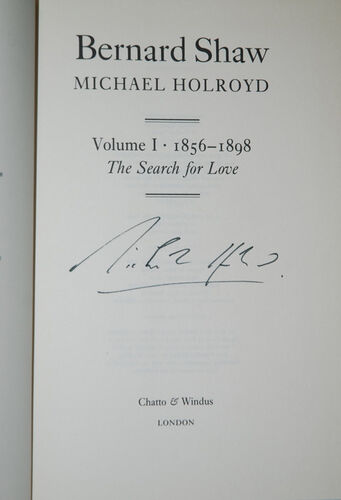 Bernard Shaw
MICHAEL HOLROYD
Volume I · 1856–1898
The Search for Love
Chatto & Windus
LONDON